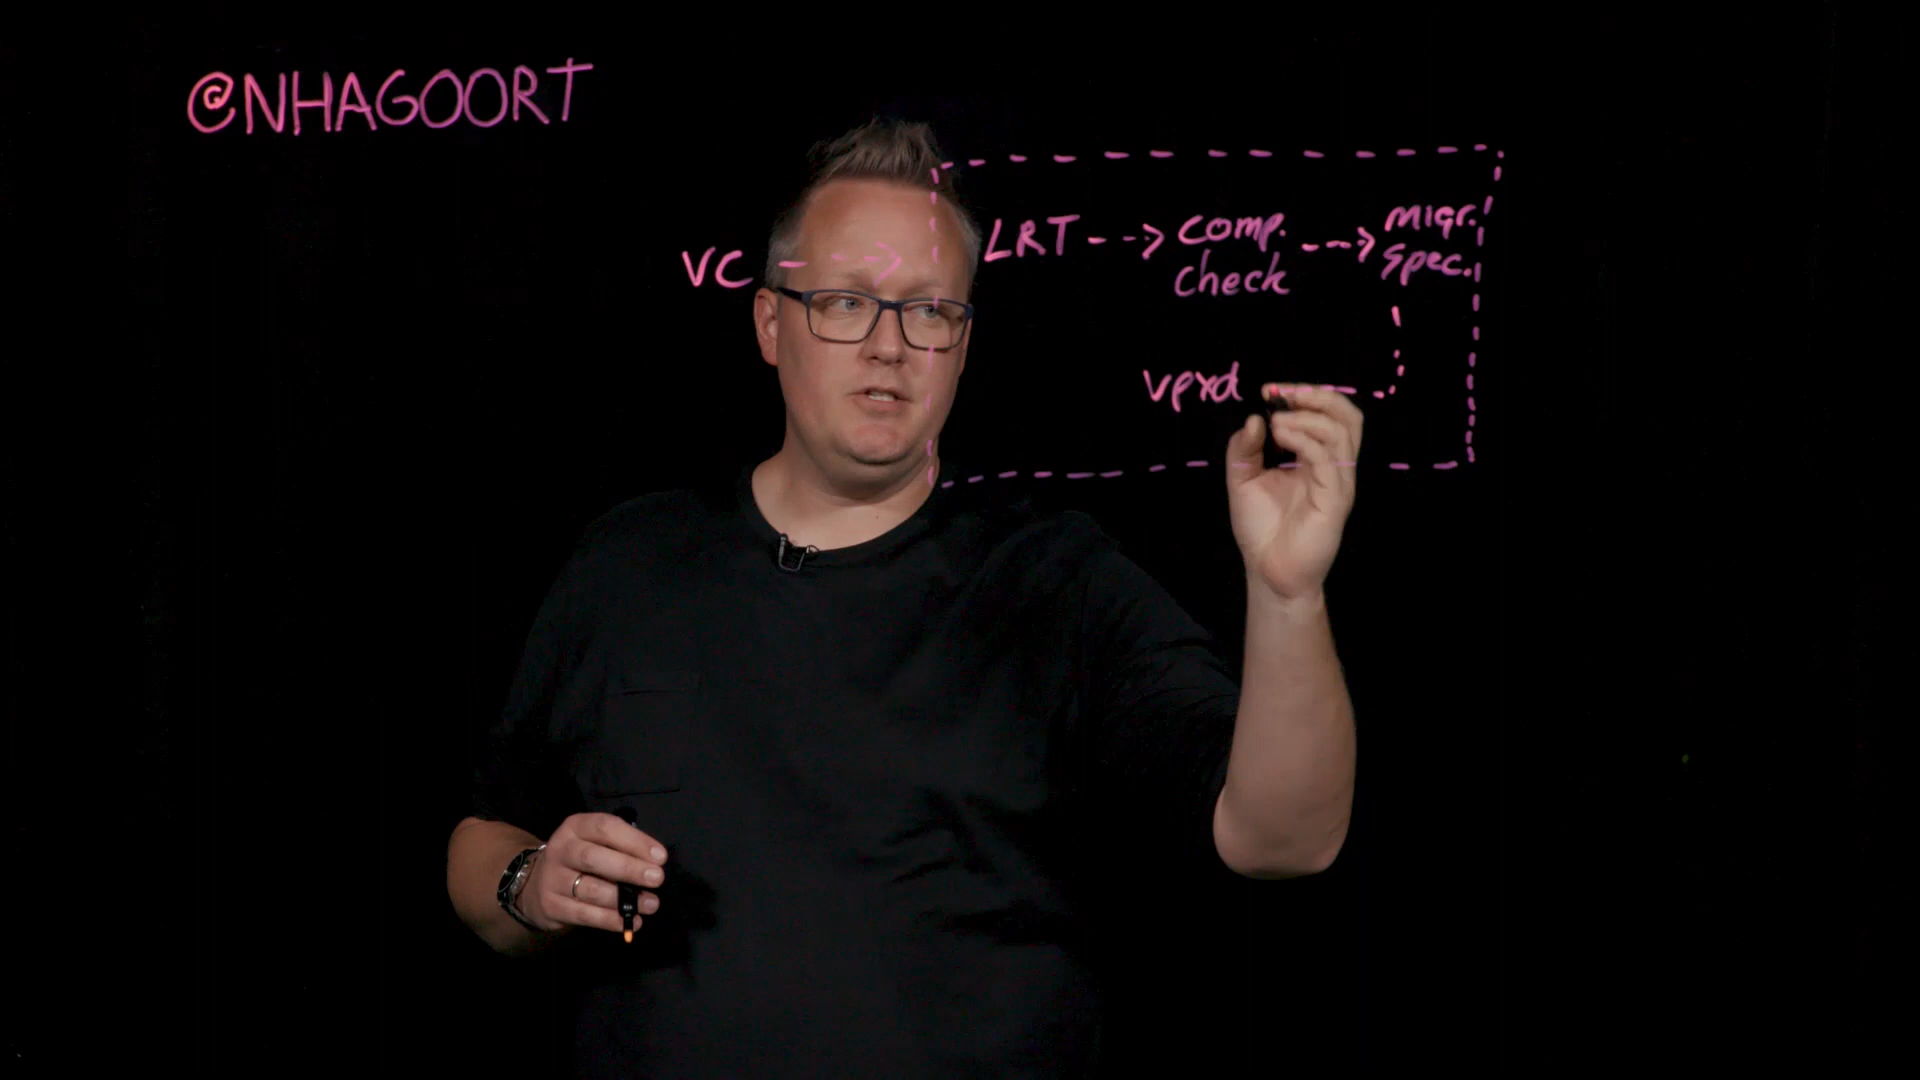 @NHAGOORT
VC
LRT
comp.
check
migr.
spec.
vpxd